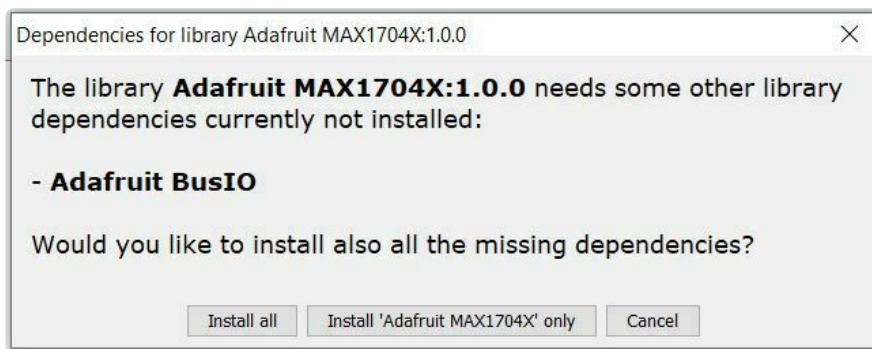 Dependencies for library Adafruit MAX1704X:1.0.0
The library Adafruit MAX1704X:1.0.0 needs some other library
dependencies currently not installed:
- Adafruit BusIO
Would you like to install also all the missing dependencies?
Install all
Install 'Adafruit MAX1704X' only
Cancel